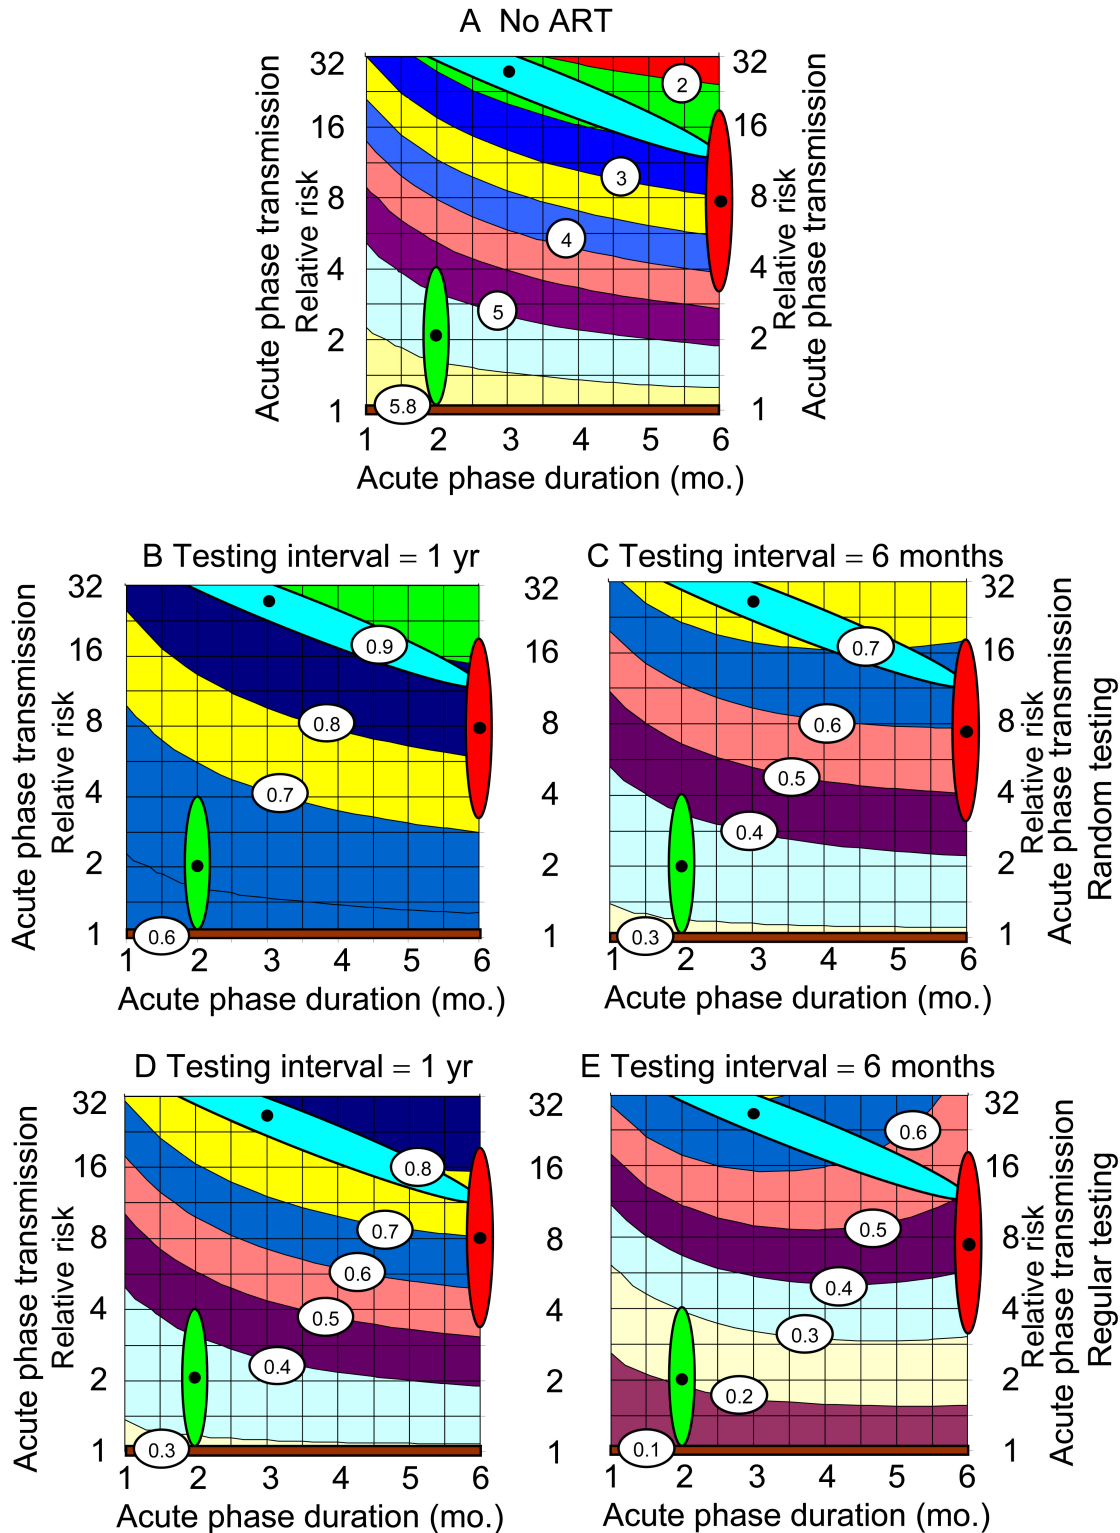 A No ART
Acute phase transmission
Relative risk
32
16
8
4
2
1
2
3
4
5
5.8
32
16
8
4
2
1
Relative risk
Acute phase transmission
1 2 3 4 5 6
Acute phase duration (mo.)
B Testing interval = 1 yr
Acute phase transmission
Relative risk
32
16
8
4
2
1
0.9
0.8
0.7
0.6
1 2 3 4 5 6
Acute phase duration (mo.)
C Testing interval = 6 months
32
16
8
4
2
1
0.7
0.6
0.5
0.4
0.3
32
16
8
4
2
1
Relative risk
Acute phase transmission
Random testing
1 2 3 4 5 6
Acute phase duration (mo.)
D Testing interval = 1 yr
Acute phase transmission
Relative risk
32
16
8
4
2
1
0.8
0.7
0.6
0.5
0.4
0.3
1 2 3 4 5 6
Acute phase duration (mo.)
E Testing interval = 6 months
32
16
8
4
2
1
0.6
0.5
0.4
0.3
0.2
0.1
32
16
8
4
2
1
Relative risk
Acute phase transmission
Regular testing
1 2 3 4 5 6
Acute phase duration (mo.)